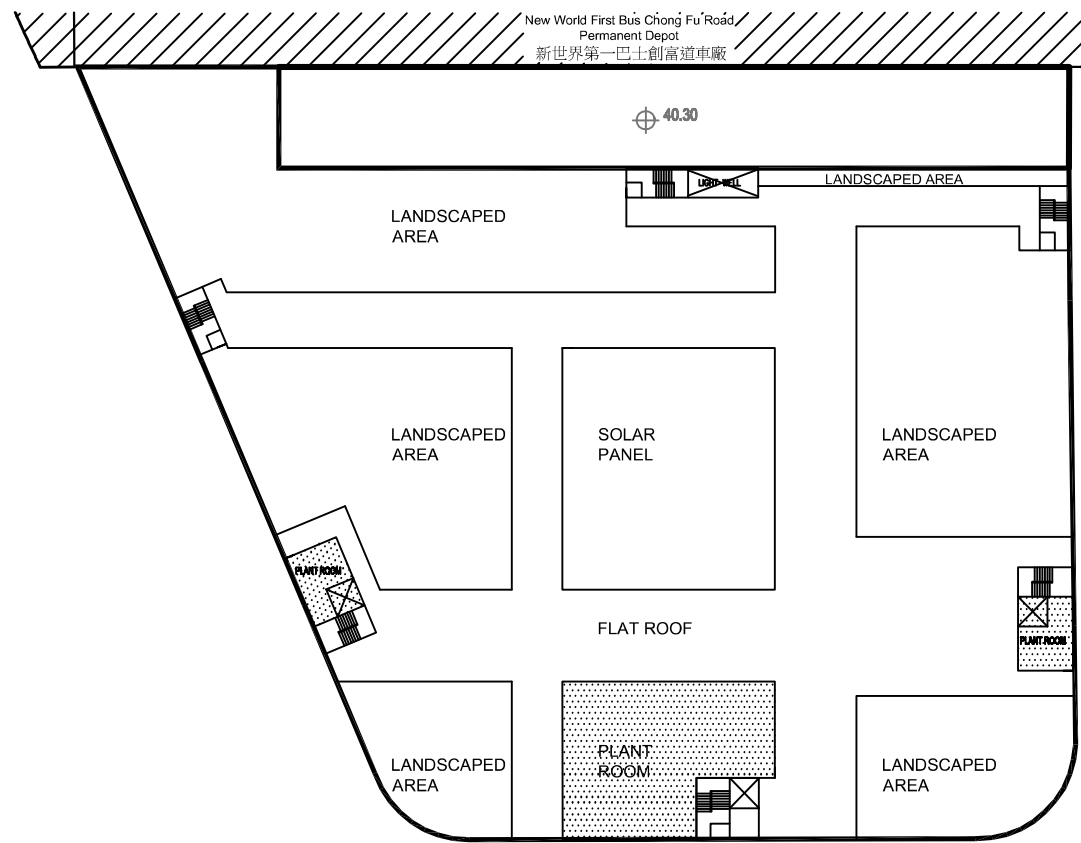 New World First Bus Chong Fu Road
Permanent Depot
新世界第一巴士創富道車廠
40.30
LIGHT-WELL
LANDSCAPED AREA
LANDSCAPED
AREA
LANDSCAPED
AREA
SOLAR
PANEL
LANDSCAPED
AREA
PLANT ROOM
FLAT ROOF
PLANT ROOM
LANDSCAPED
AREA
PLANT
ROOM
LANDSCAPED
AREA